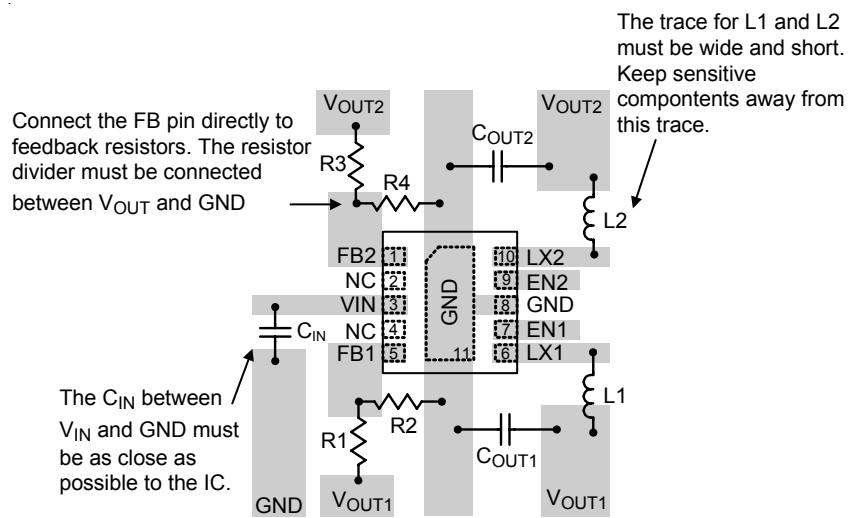 The trace for L1 and L2
must be wide and short.
Keep sensitive
compontents away from
this trace.
VOUT2
VOUT2
Connect the FB pin directly to
feedback resistors. The resistor
divider must be connected
between VOUT and GND
COUT2
R3
R4
L2
FB2 1
10 LX2
NC 2
9 EN2
VIN 3
GND
8 GND
CIN
NC 4
7 EN1
FB1 5
11
6 LX1
The CIN between
VIN and GND must
be as close as
possible to the IC.
L1
R2
R1
COUT1
GND
VOUT1
VOUT1